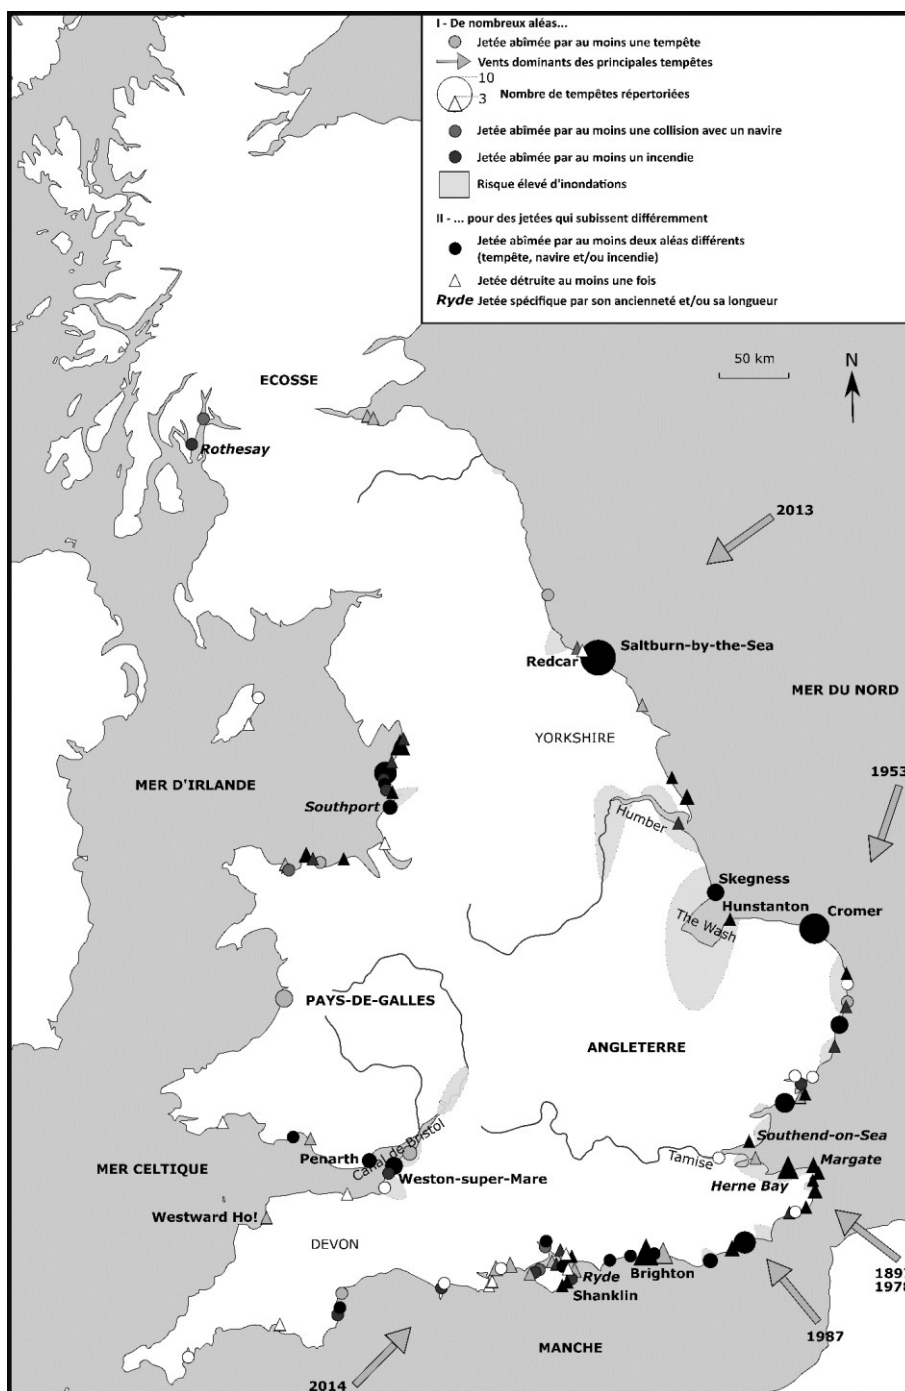 I - De nombreux aléas...
Jetée abîmée par au moins une tempête
Vents dominants des principales tempêtes
10
3
Nombre de tempêtes répertoriées
Jetée abîmée par au moins une collision avec un navire
Jetée abîmée par au moins un incendie
Risque élevé d'inondations
II - ... pour des jetées qui subissent différemment
Jetée abîmée par au moins deux aléas différents
(tempête, navire et/ou incendie)
Jetée détruite au moins une fois
Ryde Jetée spécifique par son ancienneté et/ou sa longueur
50 km
N
ECOSSE
Rothesay
2013
Saltburn-by-the-Sea
Redcar
MER DU NORD
YORKSHIRE
1953
MER D'IRLANDE
Southport
Humber
Skegness
Hunstanton
Cromer
The Wash
PAYS-DE-GALLES
ANGLETERRE
Southend-on-Sea
Canal de Bristol
Penarth
Tamise
Margate
MER CELTIQUE
Weston-super-Mare
Herne Bay
Westward Ho!
DEVON
Ryde
Brighton
1897
1978
Shanklin
1987
MANCHE
2014